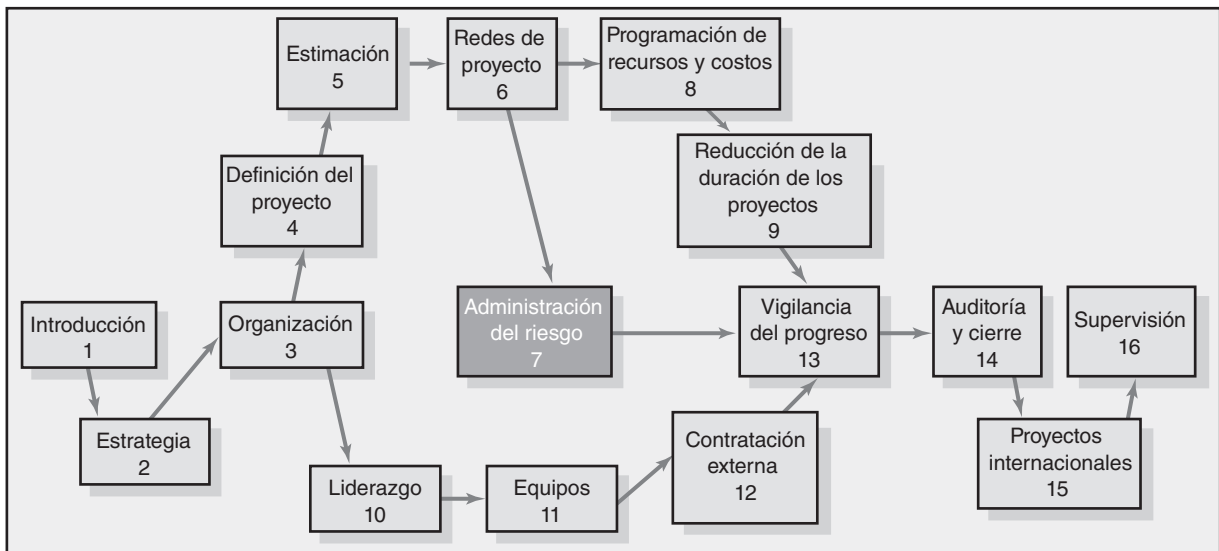 Estimación
5
Redes de
proyecto
6
Programación de
recursos y costos
8
Reducción de la
duración de los
proyectos
9
Definición del
proyecto
4
Introducción
1
Organización
3
Administración
del riesgo
7
Vigilancia
del progreso
13
Auditoría
y cierre
14
Supervisión
16
Estrategia
2
Liderazgo
10
Equipos
11
Contratación
externa
12
Proyectos
internacionales
15